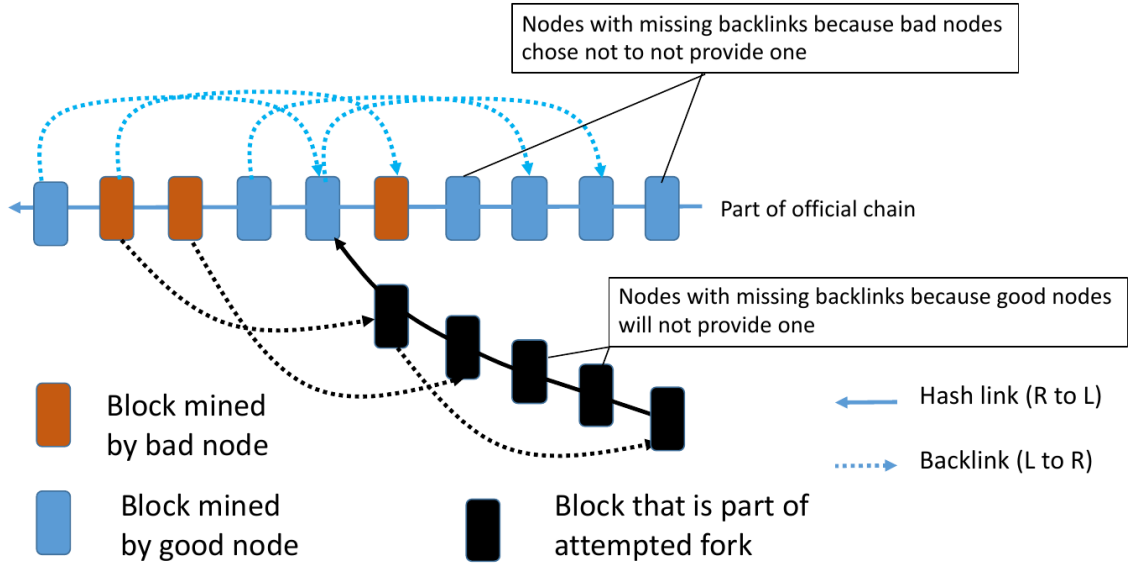 Nodes with missing backlinks because bad nodes
chose not to not provide one
Part of official chain
Nodes with missing backlinks because good nodes
will not provide one
Block mined
by bad node
Hash link (R to L)
Backlink (L to R)
Block mined
by good node
Block that is part of
attempted fork